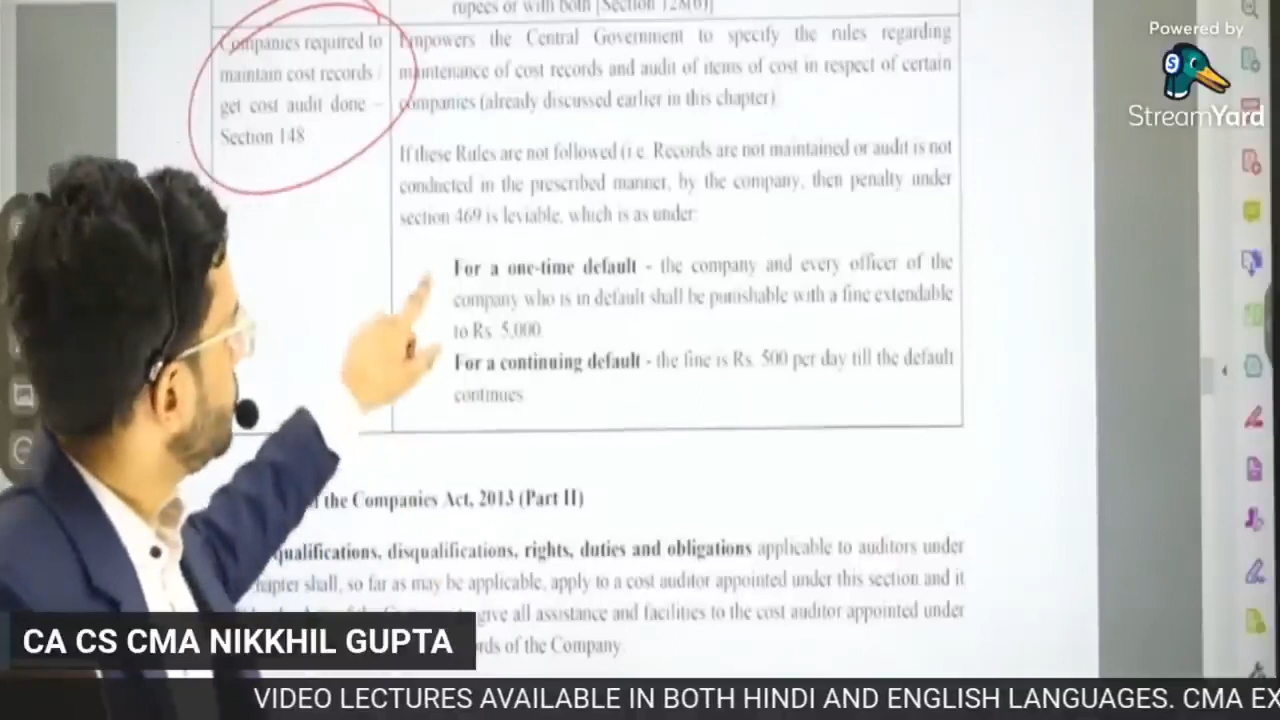 rupees or with both [Section 128(6)]
Powered by
StreamYard
Companies required to
maintain cost records /
get cost audit done –
Section 148
Empowers the Central Government to specify the rules regarding
maintenance of cost records and audit of items of cost in respect of certain
companies (already discussed earlier in this chapter)
If these Rules are not followed (i.e. Records are not maintained or audit is not
conducted in the prescribed manner, by the company, then penalty under
section 469 is leviable, which is as under:
For a one-time default - the company and every officer of the
company who is in default shall be punishable with a fine extendable
to Rs. 5,000
For a continuing default - the fine is Rs. 500 per day till the default
continues
the Companies Act, 2013 (Part II)
qualifications, disqualifications, rights, duties and obligations applicable to auditors under
shall, so far as may be applicable, apply to a cost auditor appointed under this section and it
give all assistance and facilities to the cost auditor appointed under
of the Company
CA CS CMA NIKKHIL GUPTA
VIDEO LECTURES AVAILABLE IN BOTH HINDI AND ENGLISH LANGUAGES. CMA EX